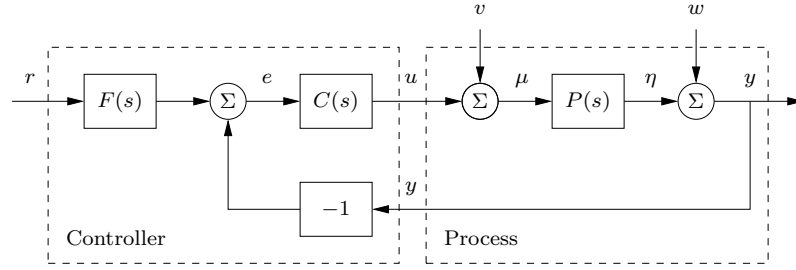 v
w
r
F(s)
Σ
e
C(s)
u
Σ
μ
P(s)
η
Σ
y
−1
y
Controller
Process